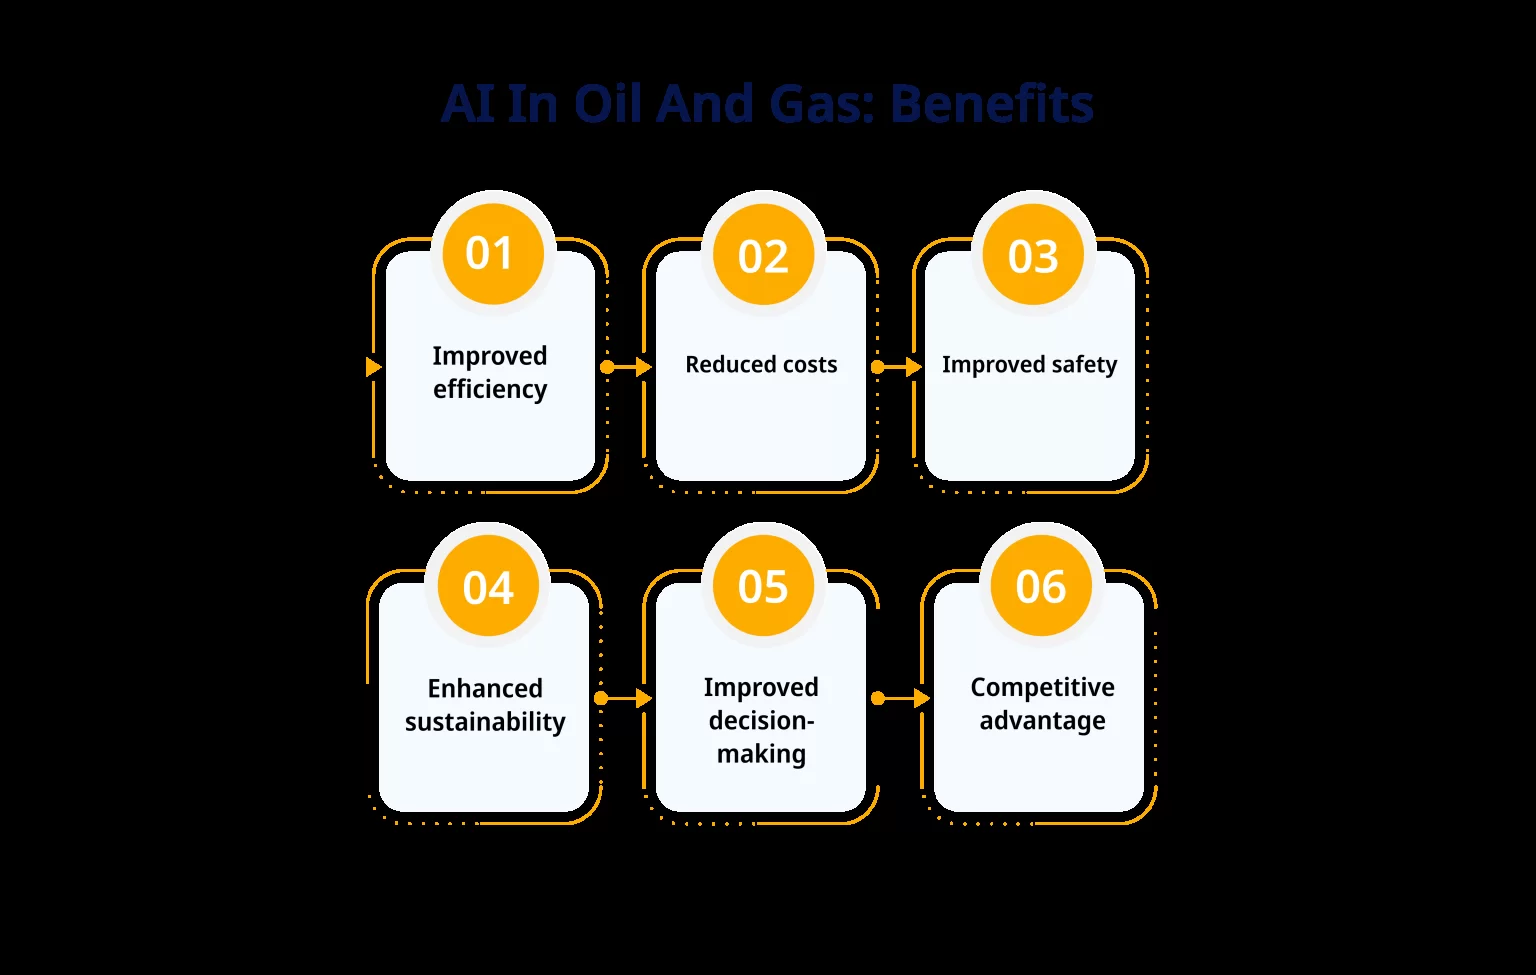 AI In Oil And Gas: Benefits
01
Improved
efficiency
02
Reduced costs
03
Improved safety
04
Enhanced
sustainability
05
Improved
decision-
making
06
Competitive
advantage